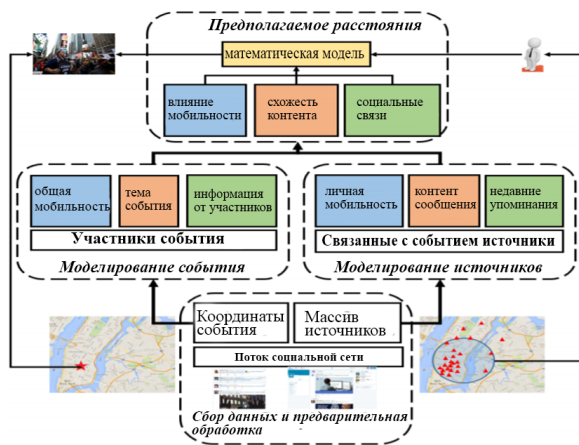 Предполагаемое расстояния
математическая модель
влияние
мобильности
схожесть
контента
социальные
связи
общая
мобильность
тема
события
информация
от участников
Участники события
Моделирование события
личная
мобильность
контент
сообщения
недавние
упоминания
Связанные с событием источники
Моделирование источников
Координаты
события
Массив
источников
Поток социальной сети
Сбор данных и предварительная
обработка